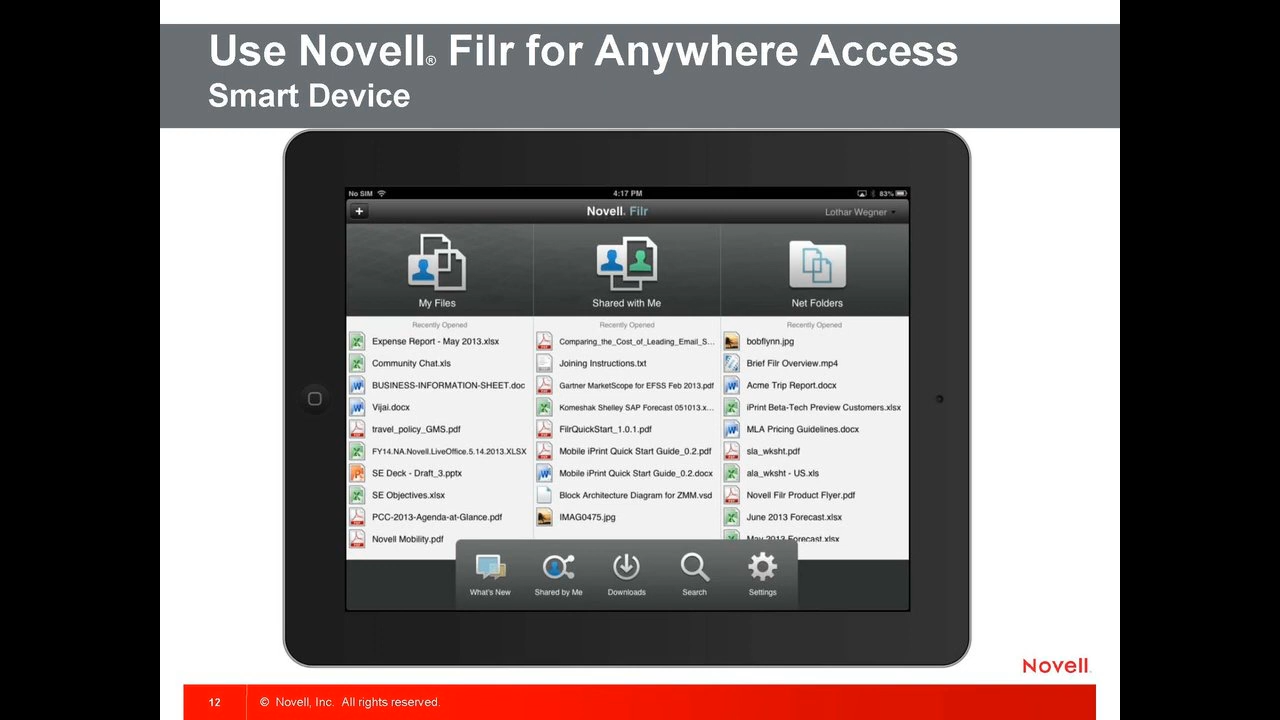 Use Novell® Filr for Anywhere Access
Smart Device
No SIM
4:17 PM
83%
+
Novell. Filr
Lothar Wegner
My Files
Shared with Me
Net Folders
Recently Opened
Expense Report - May 2013.xlsx
Community Chat.xls
BUSINESS-INFORMATION-SHEET.doc
Vijai.docx
travel_policy_GMS.pdf
FY14.NA.Novell.LiveOffice.5.14.2013.XLSX
SE Deck - Draft_3.pptx
SE Objectives.xlsx
PCC-2013-Agenda-at-Glance.pdf
Novell Mobility.pdf
Recently Opened
Comparing_the_Cost_of_Leading_Email_S...
Joining Instructions.txt
Gartner MarketScope for EFSS Feb 2013.pdf
Komeshak Shelley SAP Forecast 051013.x...
FilrQuickStart_1.0.1.pdf
Mobile iPrint Quick Start Guide_0.2.pdf
Mobile iPrint Quick Start Guide_0.2.docx
Block Architecture Diagram for ZMM.vsd
IMAG0475.jpg
Recently Opened
bobflynn.jpg
Brief Filr Overview.mp4
Acme Trip Report.docx
iPrint Beta-Tech Preview Customers.xlsx
MLA Pricing Guidelines.docx
sla_wksht.pdf
ala_wksht - US.xls
Novell Filr Product Flyer.pdf
June 2013 Forecast.xlsx
May 2013 Forecast.xlsx
What's New
Shared by Me
Downloads
Search
Settings
Novell
12
© Novell, Inc. All rights reserved.